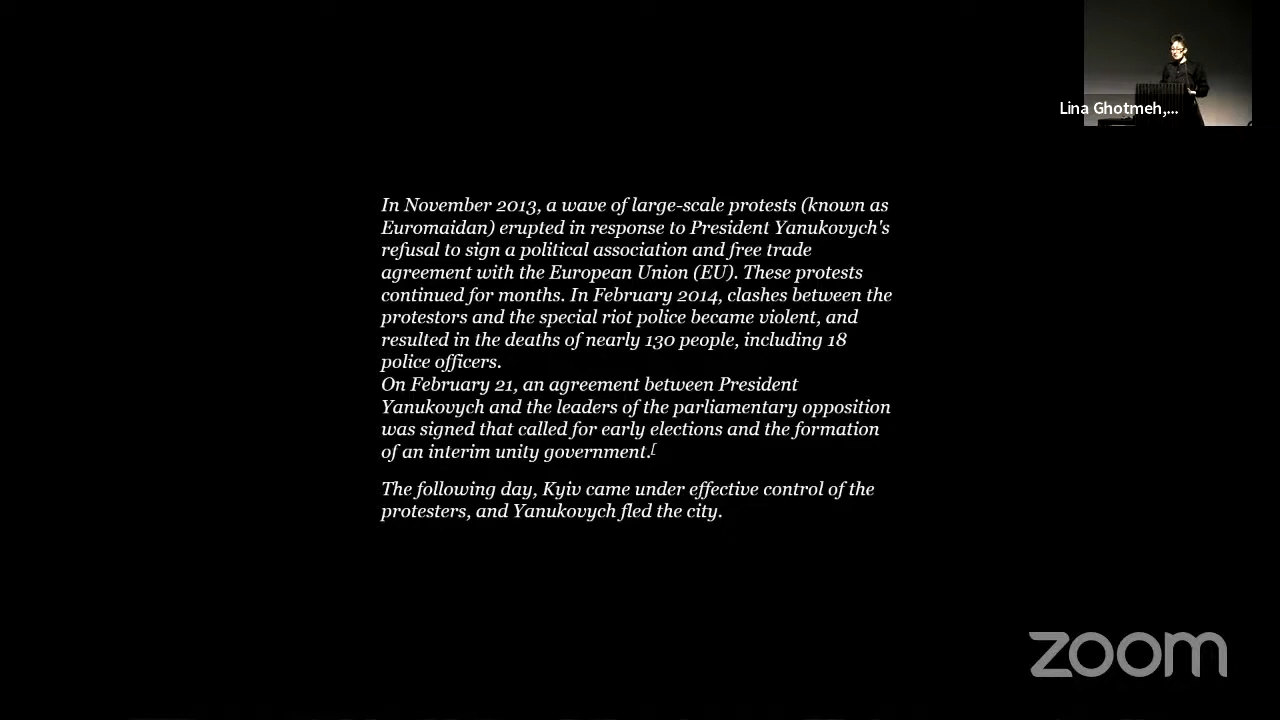 Lina Ghotmeh,...
In November 2013, a wave of large-scale protests (known as
Euromaidan) erupted in response to President Yanukovych's
refusal to sign a political association and free trade
agreement with the European Union (EU). These protests
continued for months. In February 2014, clashes between the
protestors and the special riot police became violent, and
resulted in the deaths of nearly 130 people, including 18
police officers.
On February 21, an agreement between President
Yanukovych and the leaders of the parliamentary opposition
was signed that called for early elections and the formation
of an interim unity government.[
The following day, Kyiv came under effective control of the
protesters, and Yanukovych fled the city.
zoom